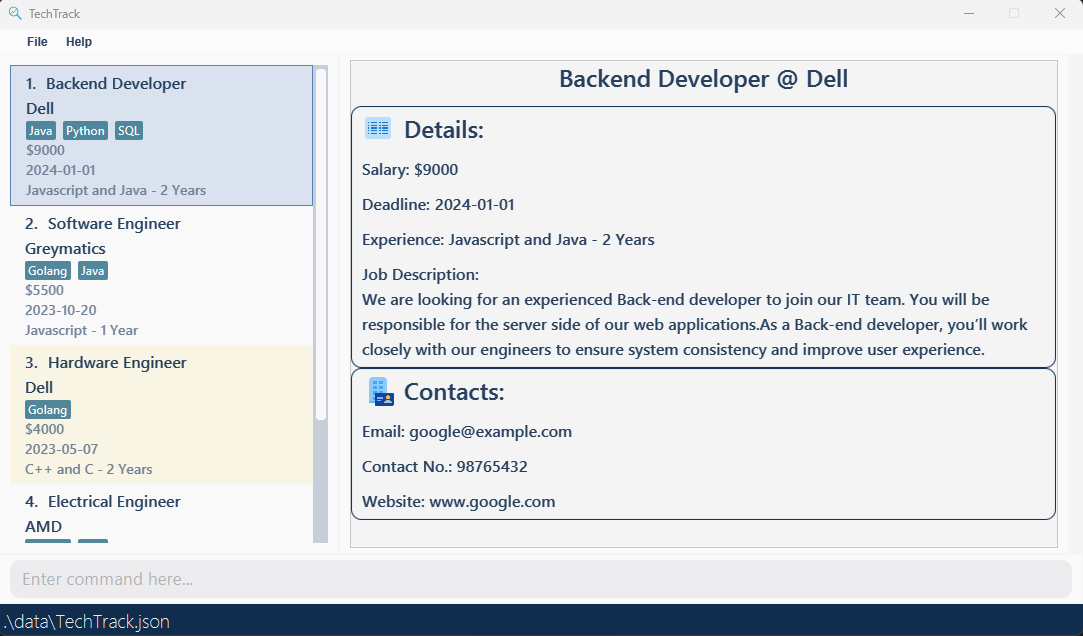 TechTrack
File Help
1. Backend Developer
Dell
Java Python SQL
$9000
2024-01-01
Javascript and Java - 2 Years
2. Software Engineer
Greymatics
Golang Java
$5500
2023-10-20
Javascript - 1 Year
3. Hardware Engineer
Dell
Golang
$4000
2023-05-07
C++ and C - 2 Years
4. Electrical Engineer
AMD
Backend Developer @ Dell
Details:
Salary: $9000
Deadline: 2024-01-01
Experience: Javascript and Java - 2 Years
Job Description:
We are looking for an experienced Back-end developer to join our IT team. You will be
responsible for the server side of our web applications.As a Back-end developer, you’ll work
closely with our engineers to ensure system consistency and improve user experience.
Contacts:
Email: google@example.com
Contact No.: 98765432
Website: www.google.com
Enter command here...
.\data\TechTrack.json